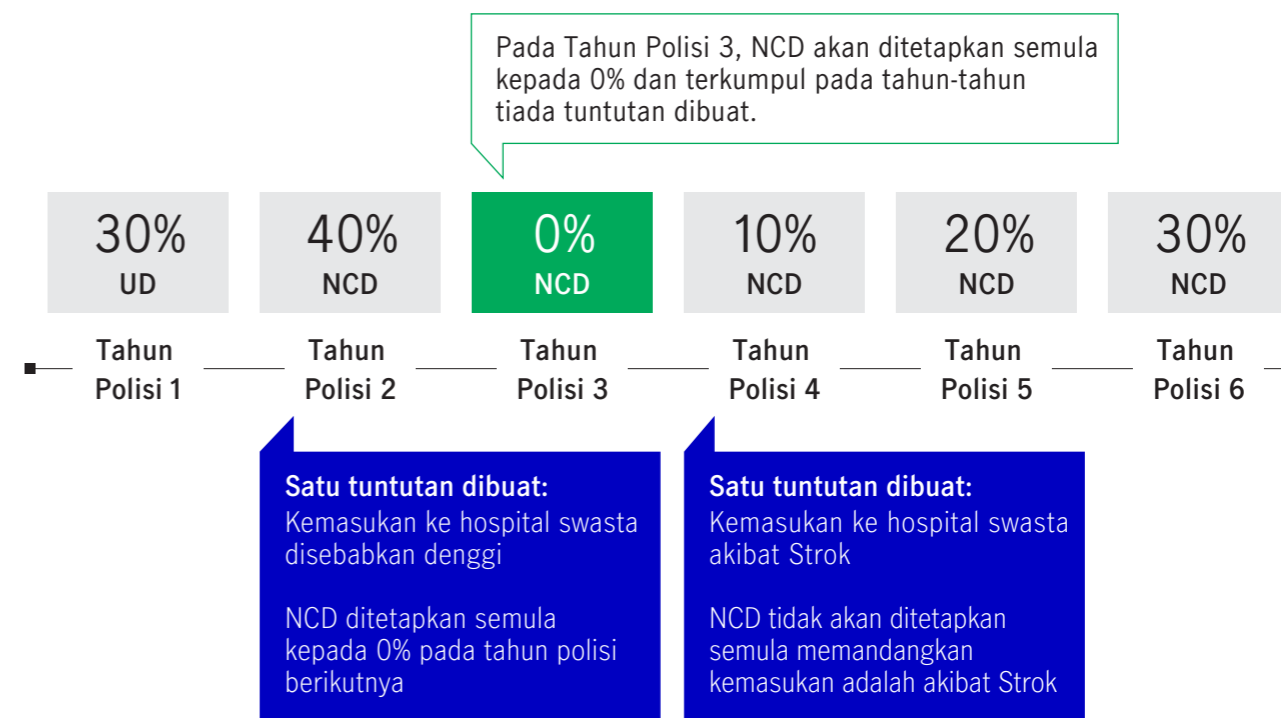 Pada Tahun Polisi 3, NCD akan ditetapkan semula
kepada 0% dan terkumpul pada tahun-tahun
tiada tuntutan dibuat.
30%
UD
40%
NCD
0%
NCD
10%
NCD
20%
NCD
30%
NCD
Tahun
Polisi 1
Tahun
Polisi 2
Tahun
Polisi 3
Tahun
Polisi 4
Tahun
Polisi 5
Tahun
Polisi 6
Satu tuntutan dibuat:
Kemasukan ke hospital swasta
disebabkan denggi
NCD ditetapkan semula
kepada 0% pada tahun polisi
berikutnya
Satu tuntutan dibuat:
Kemasukan ke hospital swasta
akibat Strok
NCD tidak akan ditetapkan
semula memandangkan
kemasukan adalah akibat Strok